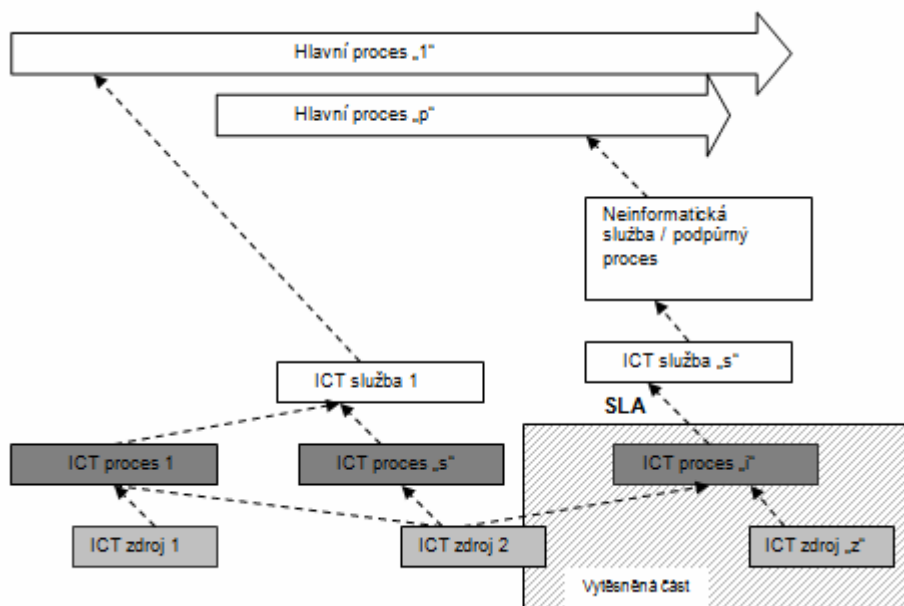 Hlavní proces „1“
Hlavní proces „p“
Neinformatická
služba / podpůrný
proces
ICT služba „s“
ICT služba 1
SLA
ICT proces 1
ICT proces „s“
ICT proces „i“
ICT zdroj 1
ICT zdroj 2
ICT zdroj „z“
Vytěsněná část